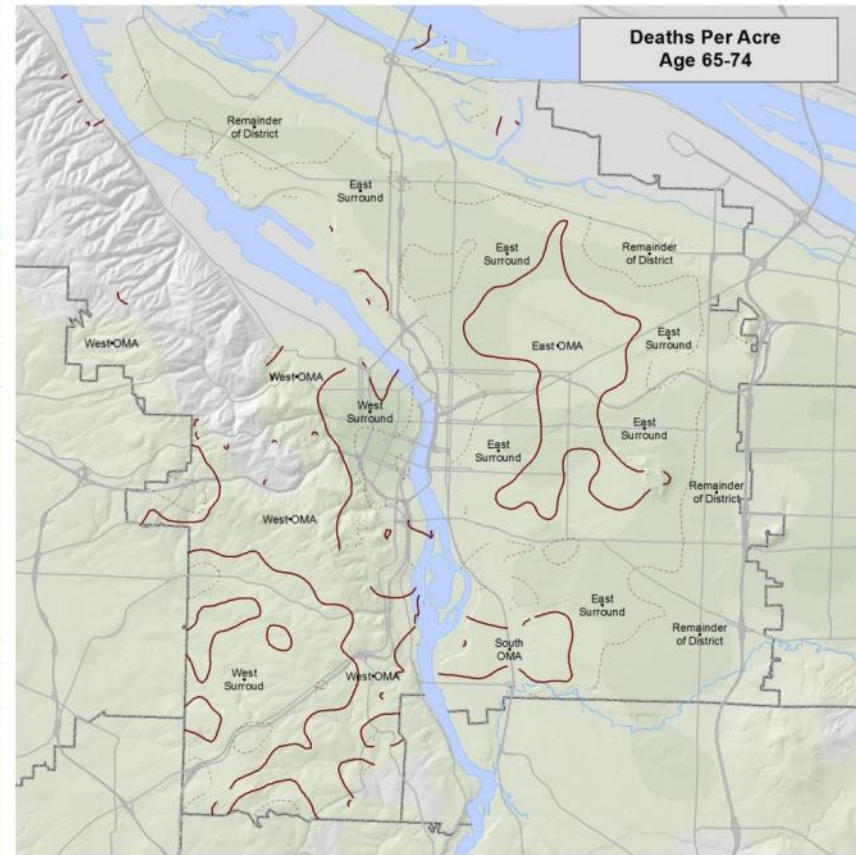 Deaths Per Acre
Age 65-74
Remainder
of District
East
Surround
East
Surround
Remainder
of District
West OMA
East OMA
East
Surround
West OMA
West
Surround
East
Surround
East
Surround
Remainder
of District
West OMA
East
Surround
South
OMA
Remainder
of District
West
Surroud
West OMA